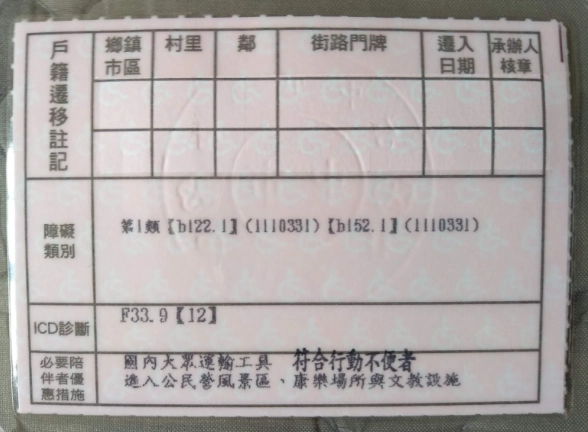 戶籍遷移註記
鄉鎮市區
村里
鄰
街路門牌
遷入日期
承辦人核章
障礙類別
第1類【b122.1】(1110331)【b152.1】(1110331)
ICD診斷
F33.9【12】
必要陪伴者優惠措施
國內大眾運輸工具 符合行動不便者
進入公民營風景區、康樂場所與文教設施